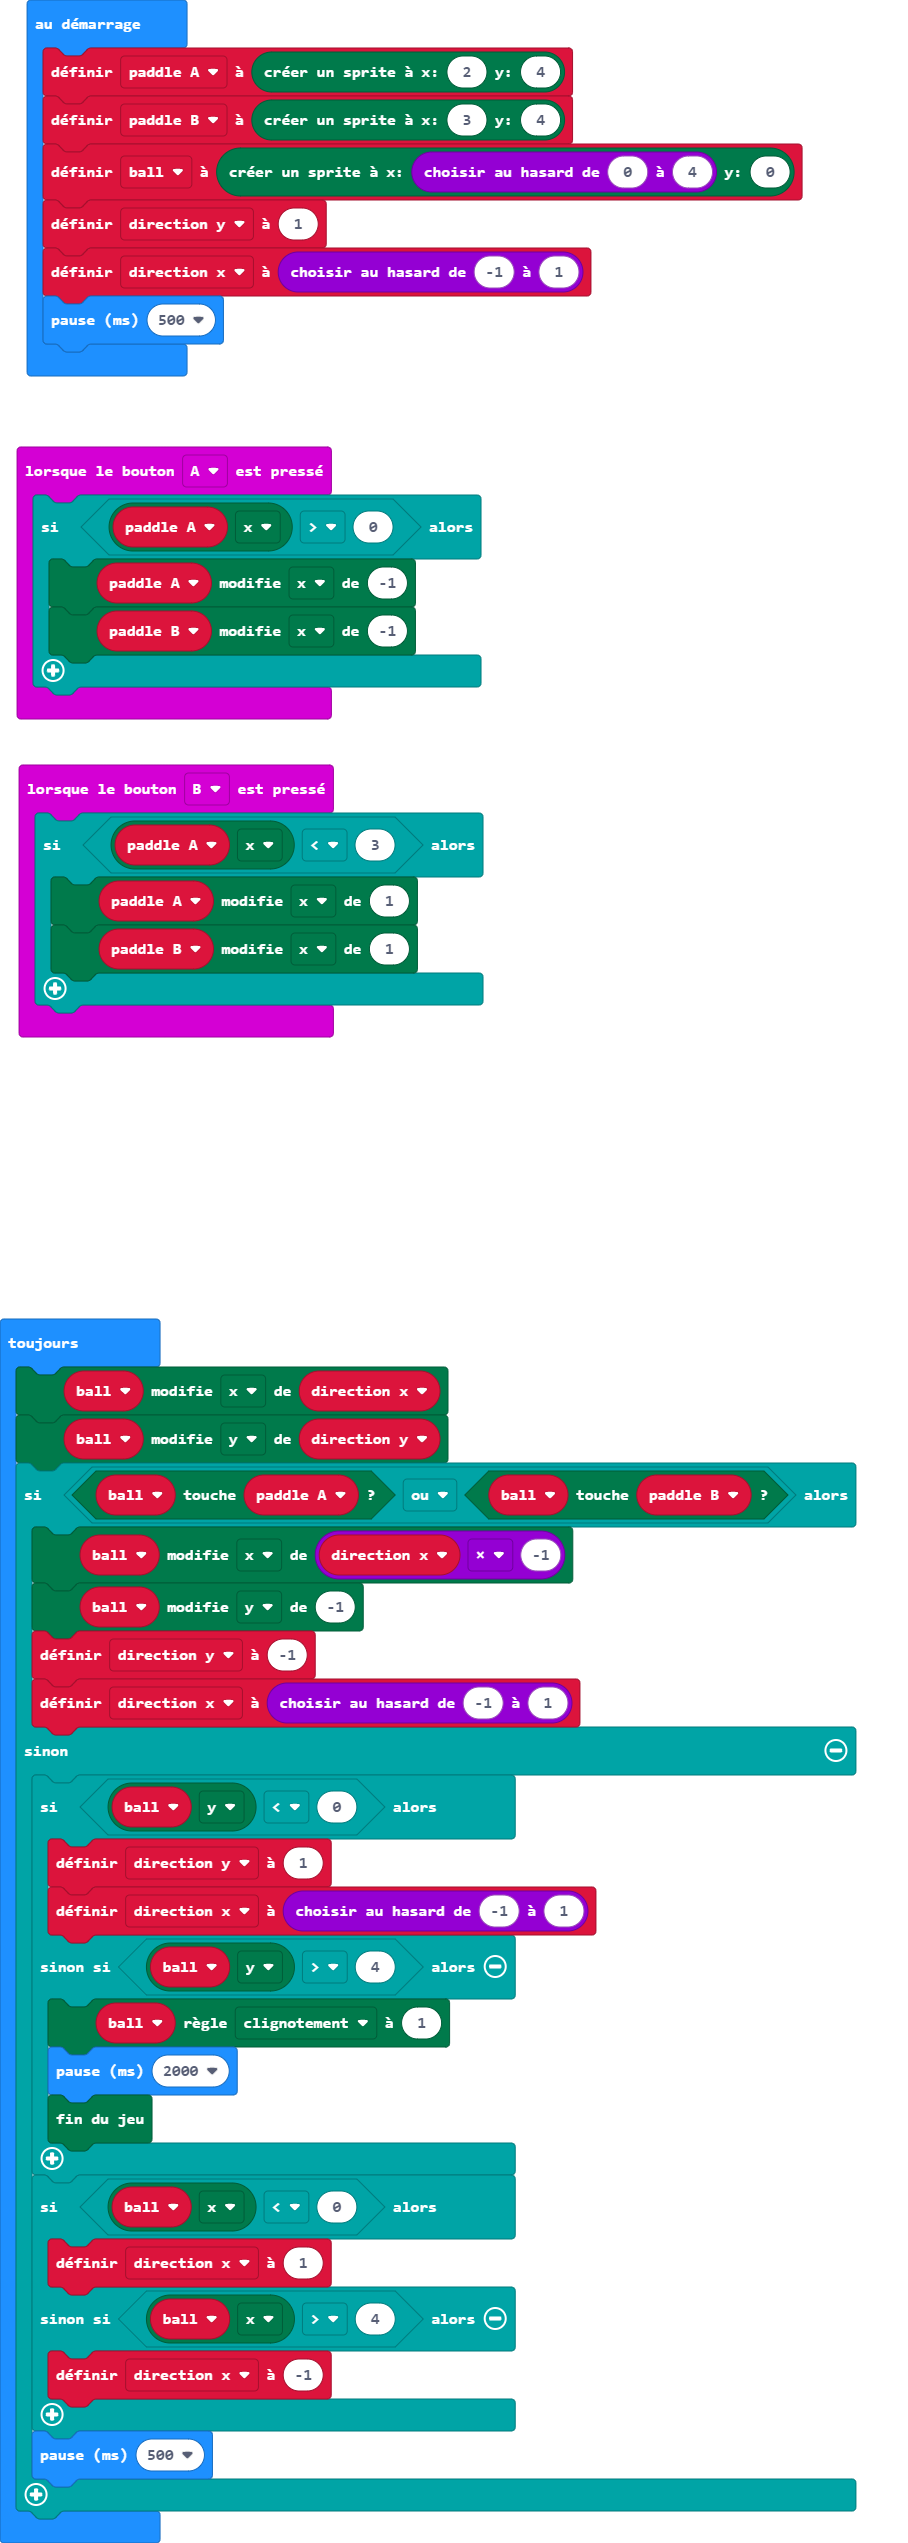 au démarrage
définir paddle A à créer un sprite à x: 2 y: 4
définir paddle B à créer un sprite à x: 3 y: 4
définir ball à créer un sprite à x: choisir au hasard de 0 à 4 y: 0
définir direction y à 1
définir direction x à choisir au hasard de -1 à 1
pause (ms) 500
lorsque le bouton A est pressé
si paddle A x > 0 alors
paddle A modifie x de -1
paddle B modifie x de -1
lorsque le bouton B est pressé
si paddle A x < 3 alors
paddle A modifie x de 1
paddle B modifie x de 1
toujours
ball modifie x de direction x
ball modifie y de direction y
si ball touche paddle A ? ou ball touche paddle B ? alors
ball modifie x de direction x × -1
ball modifie y de -1
définir direction y à -1
définir direction x à choisir au hasard de -1 à 1
sinon
si ball y < 0 alors
définir direction y à 1
définir direction x à choisir au hasard de -1 à 1
sinon si ball y > 4 alors
ball règle clignotement à 1
pause (ms) 2000
fin du jeu
si ball x < 0 alors
définir direction x à 1
sinon si ball x > 4 alors
définir direction x à -1
pause (ms) 500